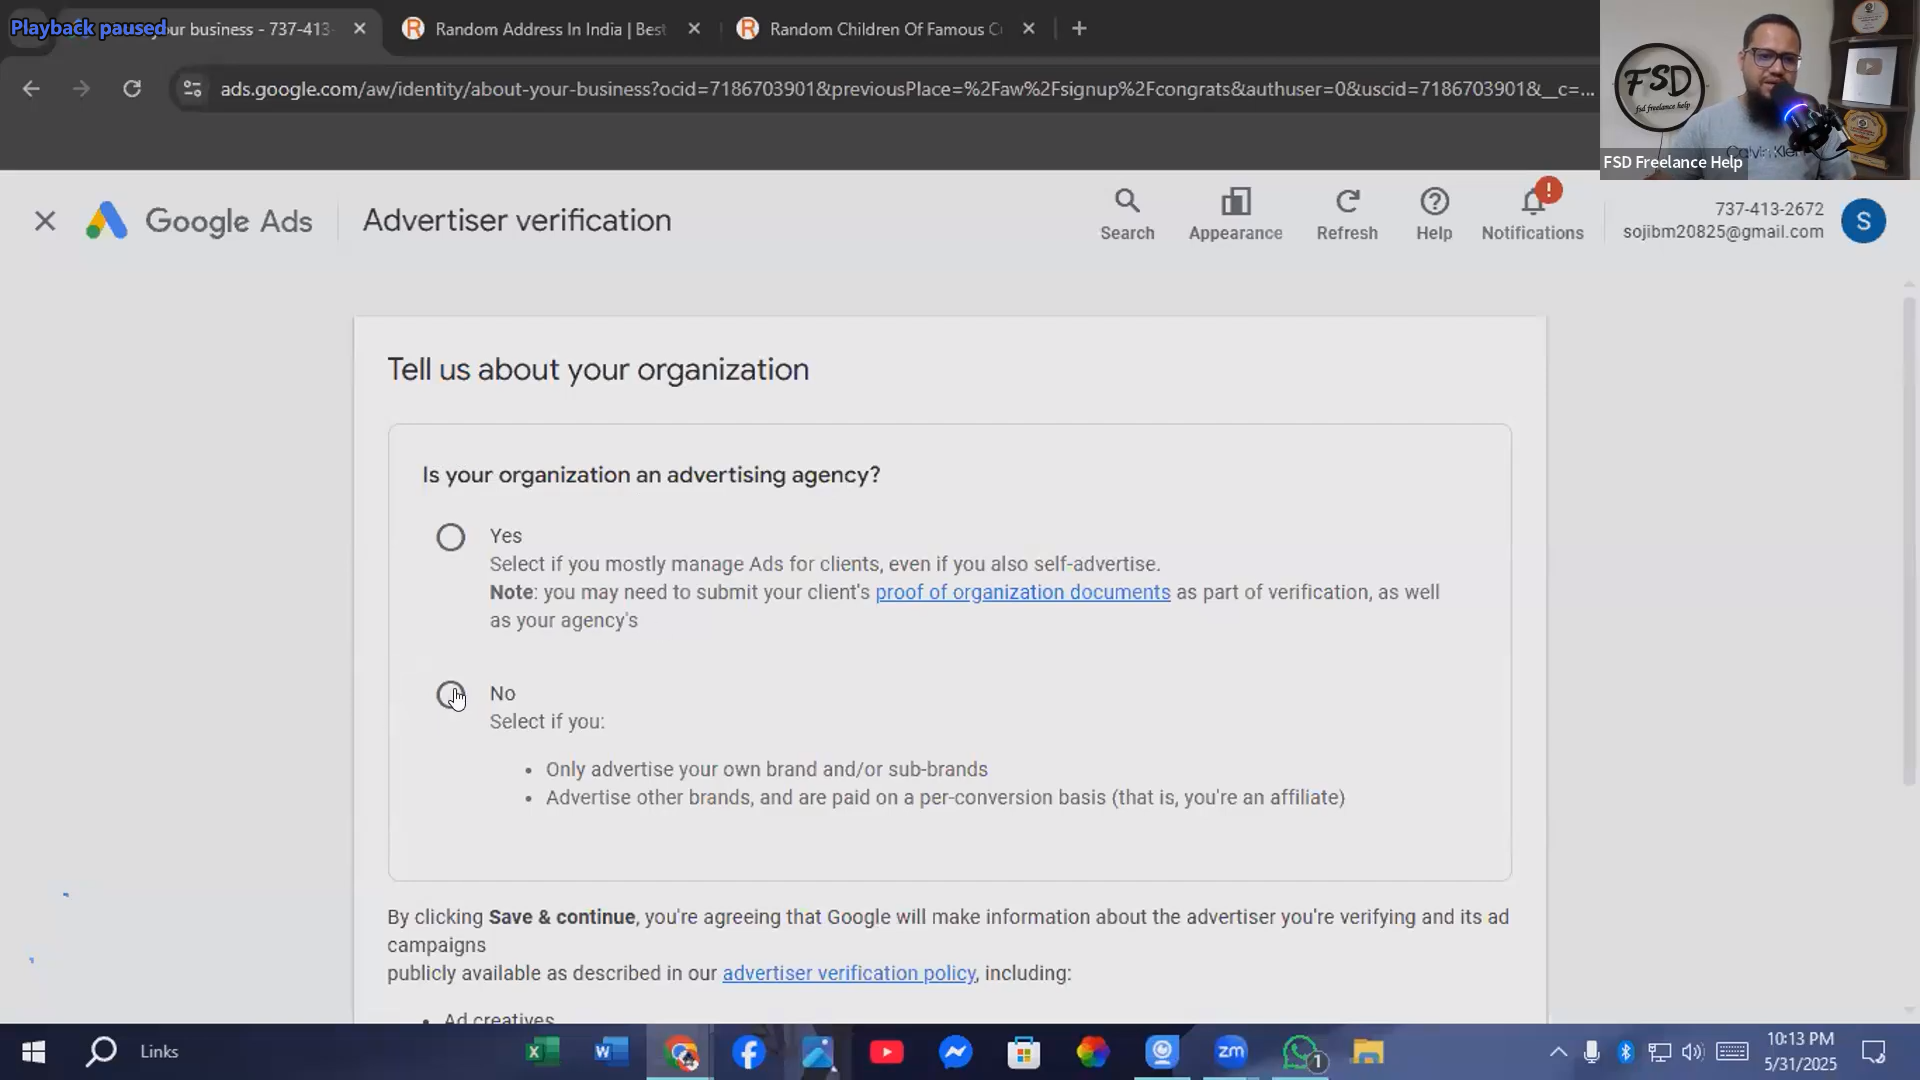 Playback paused
our business - 737-413-
Random Address In India | Best
Random Children Of Famous C
ads.google.com/aw/identity/about-your-business?ocid=7186703901&previousPlace=%2Faw%2Fsignup%2Fcongrats&authuser=0&uscid=7186703901&__c=...
FSD
fsd freelance help
Calvin Klein
FSD Freelance Help
Google Ads
Advertiser verification
Search
Appearance
Refresh
Help
Notifications
737-413-2672
sojibm20825@gmail.com
S
Tell us about your organization
Is your organization an advertising agency?
Yes
Select if you mostly manage Ads for clients, even if you also self-advertise.
Note: you may need to submit your client's proof of organization documents as part of verification, as well
as your agency's
No
Select if you:
• Only advertise your own brand and/or sub-brands
• Advertise other brands, and are paid on a per-conversion basis (that is, you're an affiliate)
By clicking Save & continue, you're agreeing that Google will make information about the advertiser you're verifying and its ad
campaigns
publicly available as described in our advertiser verification policy, including:
• Ad creatives
Links
zm
1
10:13 PM
5/31/2025